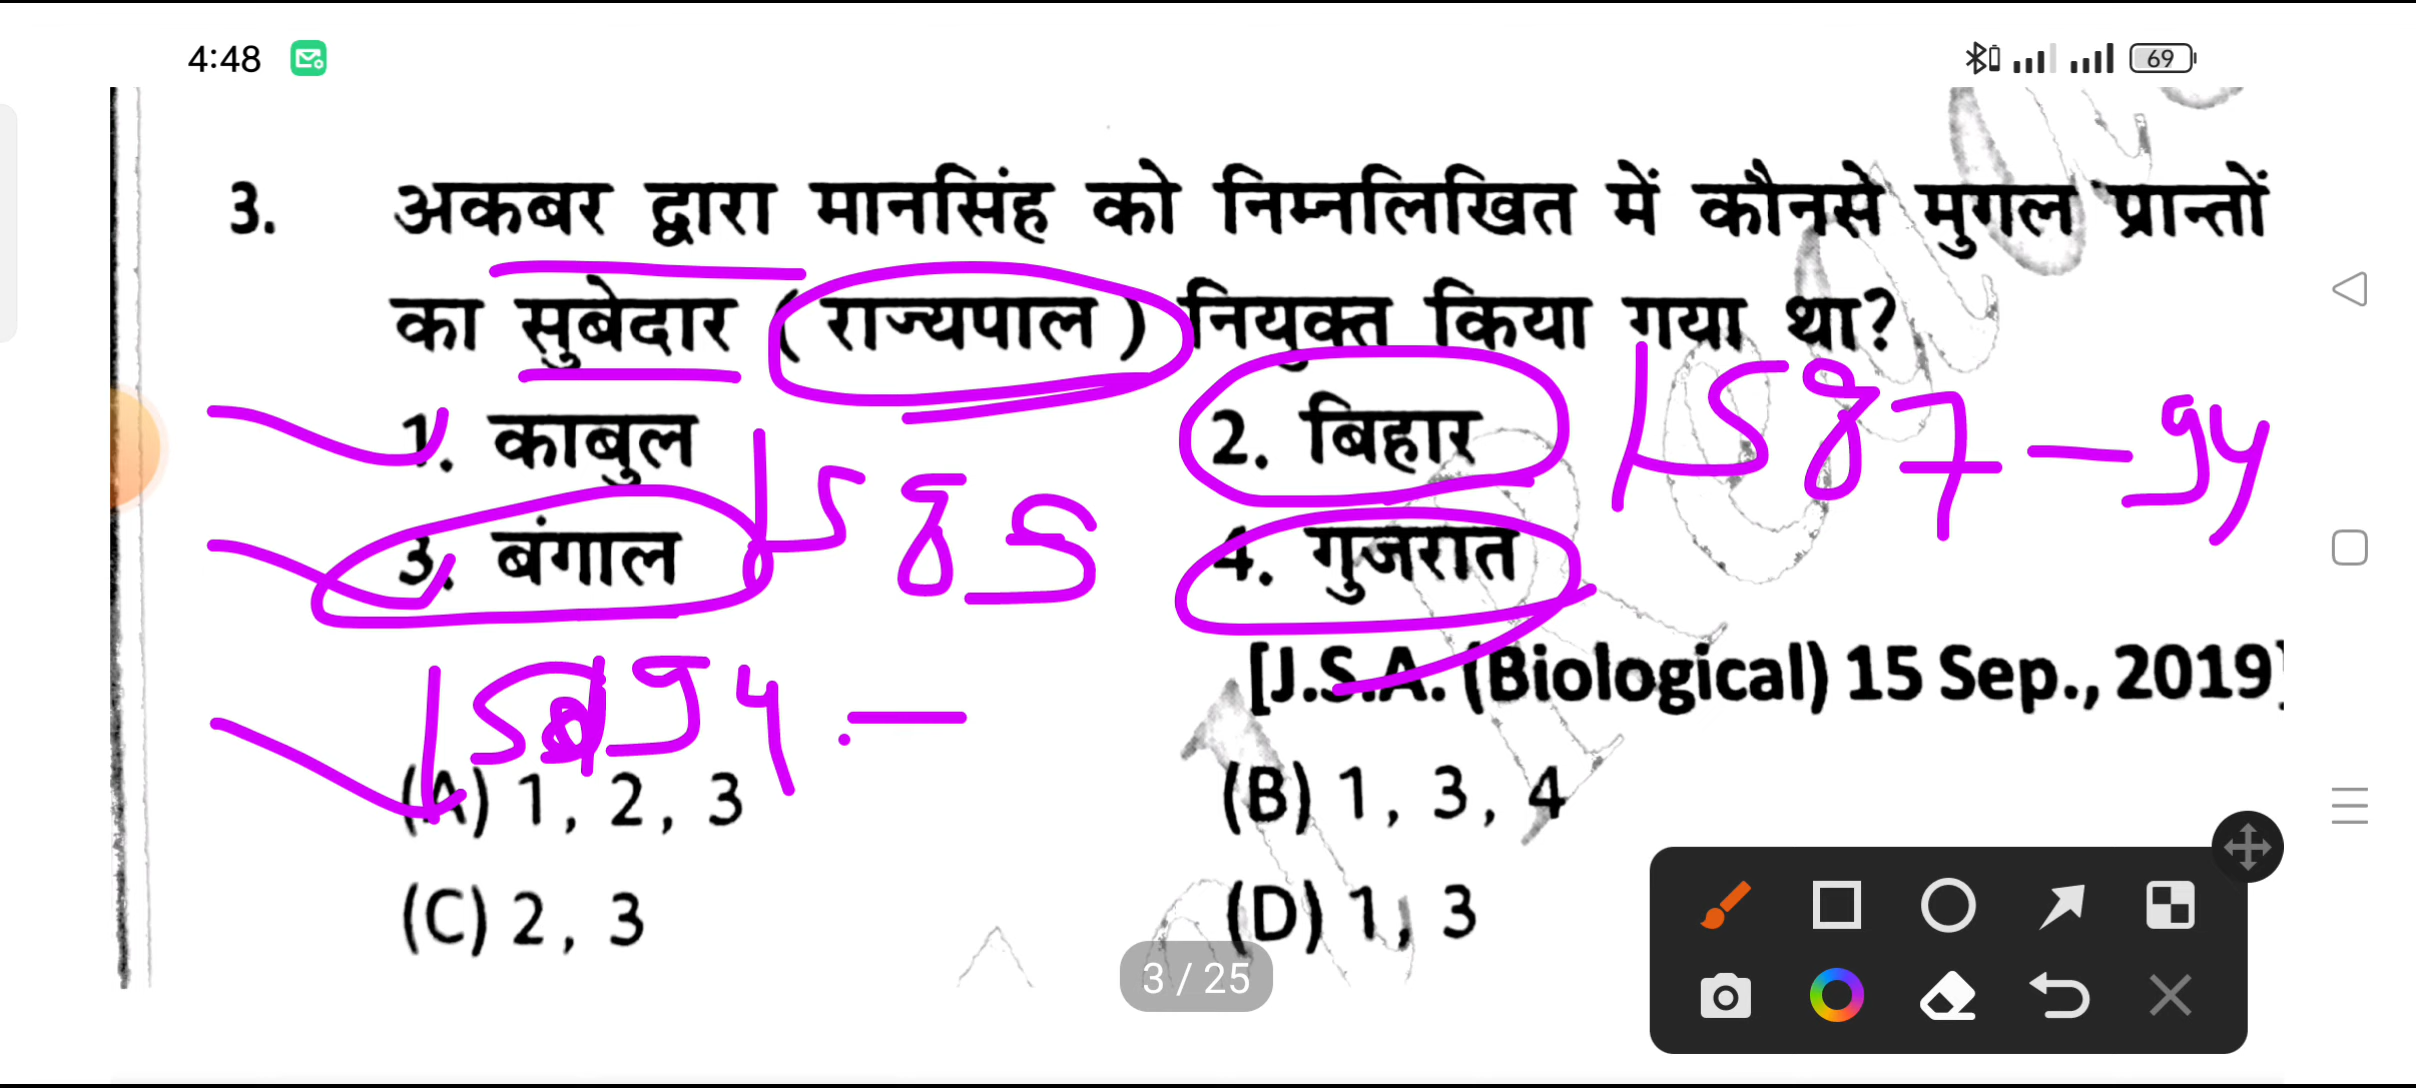 4:48
69
3. अकबर द्वारा मानसिंह को निम्नलिखित में कौनसे मुगल प्रान्तों
का सुबेदार (राज्यपाल) नियुक्त किया गया था?
1. काबुल 2. बिहार 1587-94
3. बंगाल 1585 4. गुजरात
[J.S.A. (Biological) 15 Sep., 2019]
1594 —
(A) 1, 2, 3 (B) 1, 3, 4
(C) 2, 3 (D) 1, 3
3 / 25